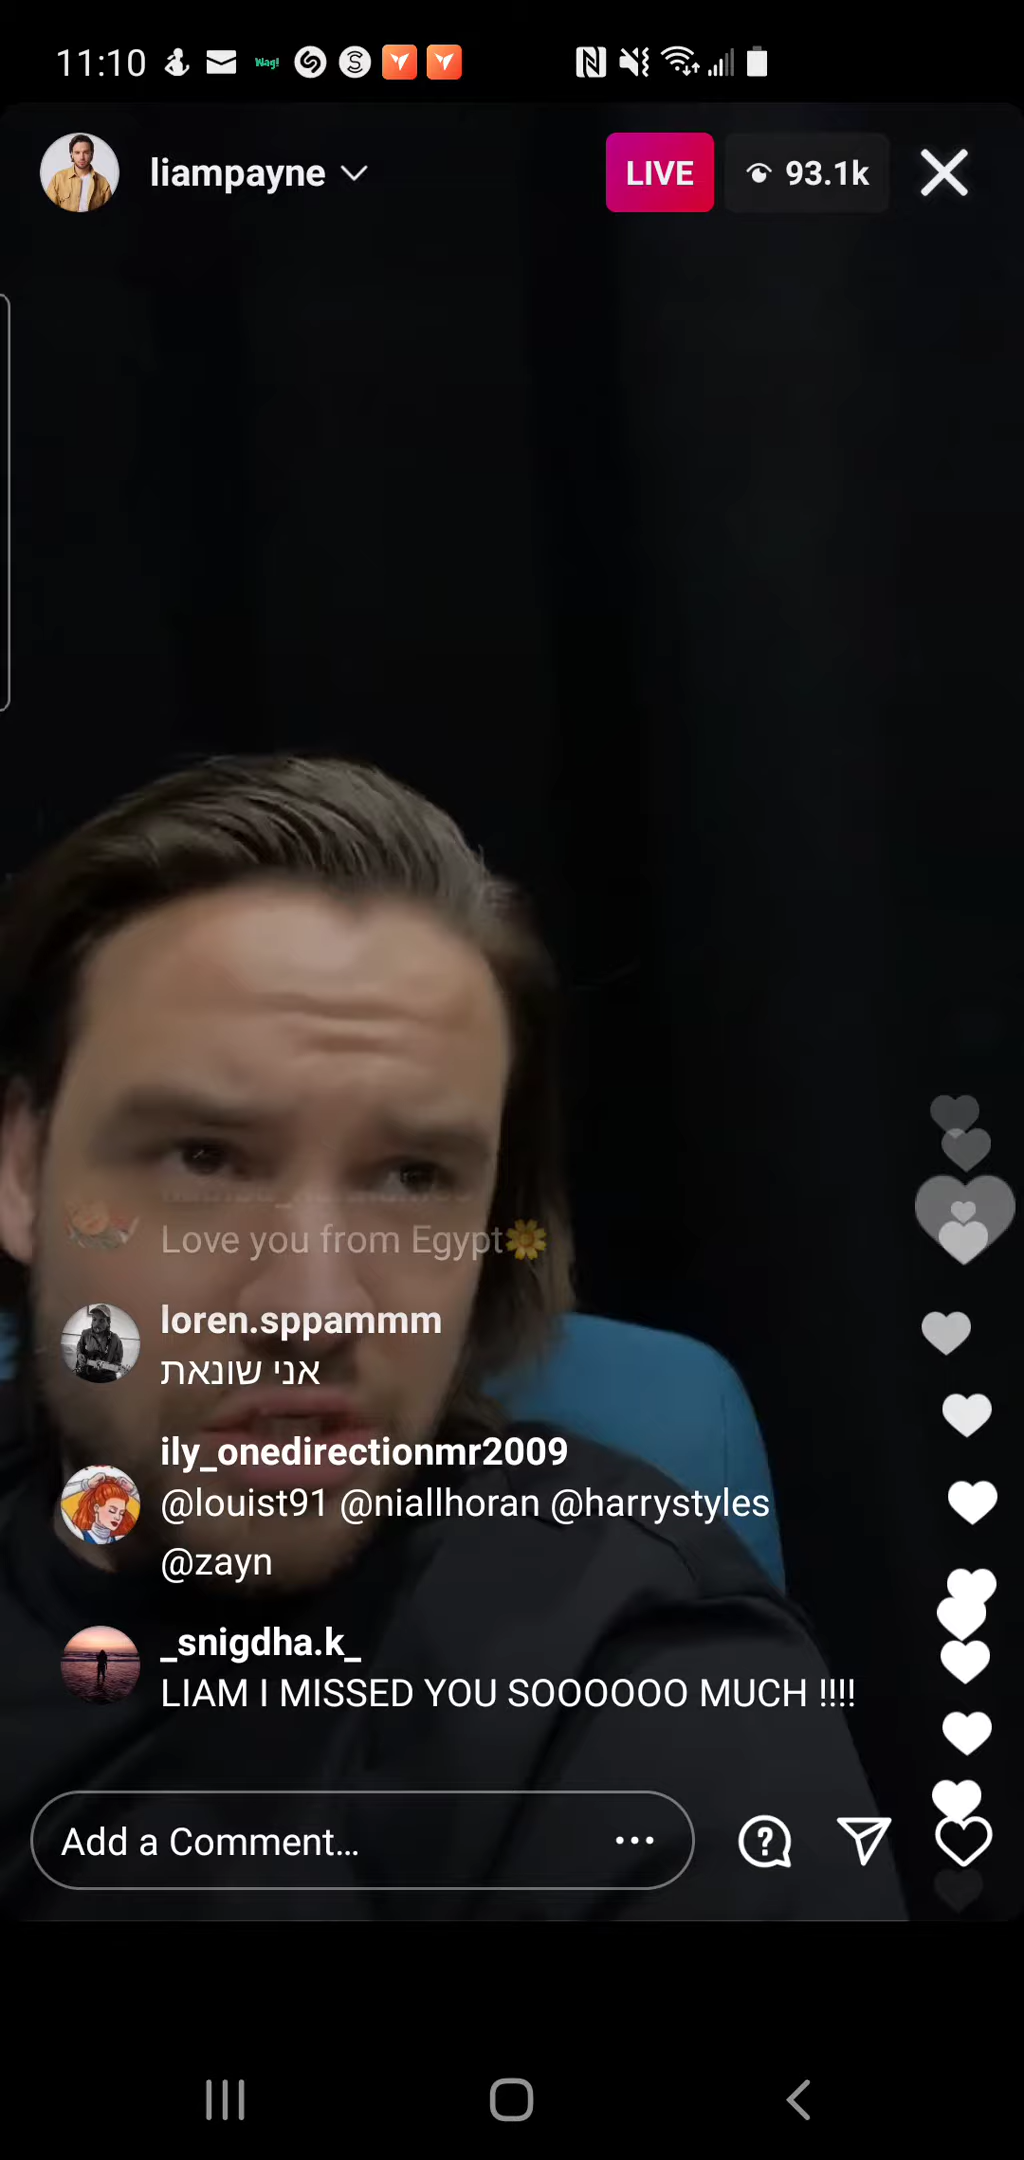 11:10
Wag!
liampayne
LIVE
93.1k
Love you from Egypt🌼
loren.sppammm
אני שונאת
ily_onedirectionmr2009
@louist91 @niallhoran @harrystyles
@zayn
_snigdha.k_
LIAM I MISSED YOU SOOOOOO MUCH !!!!
Add a Comment...